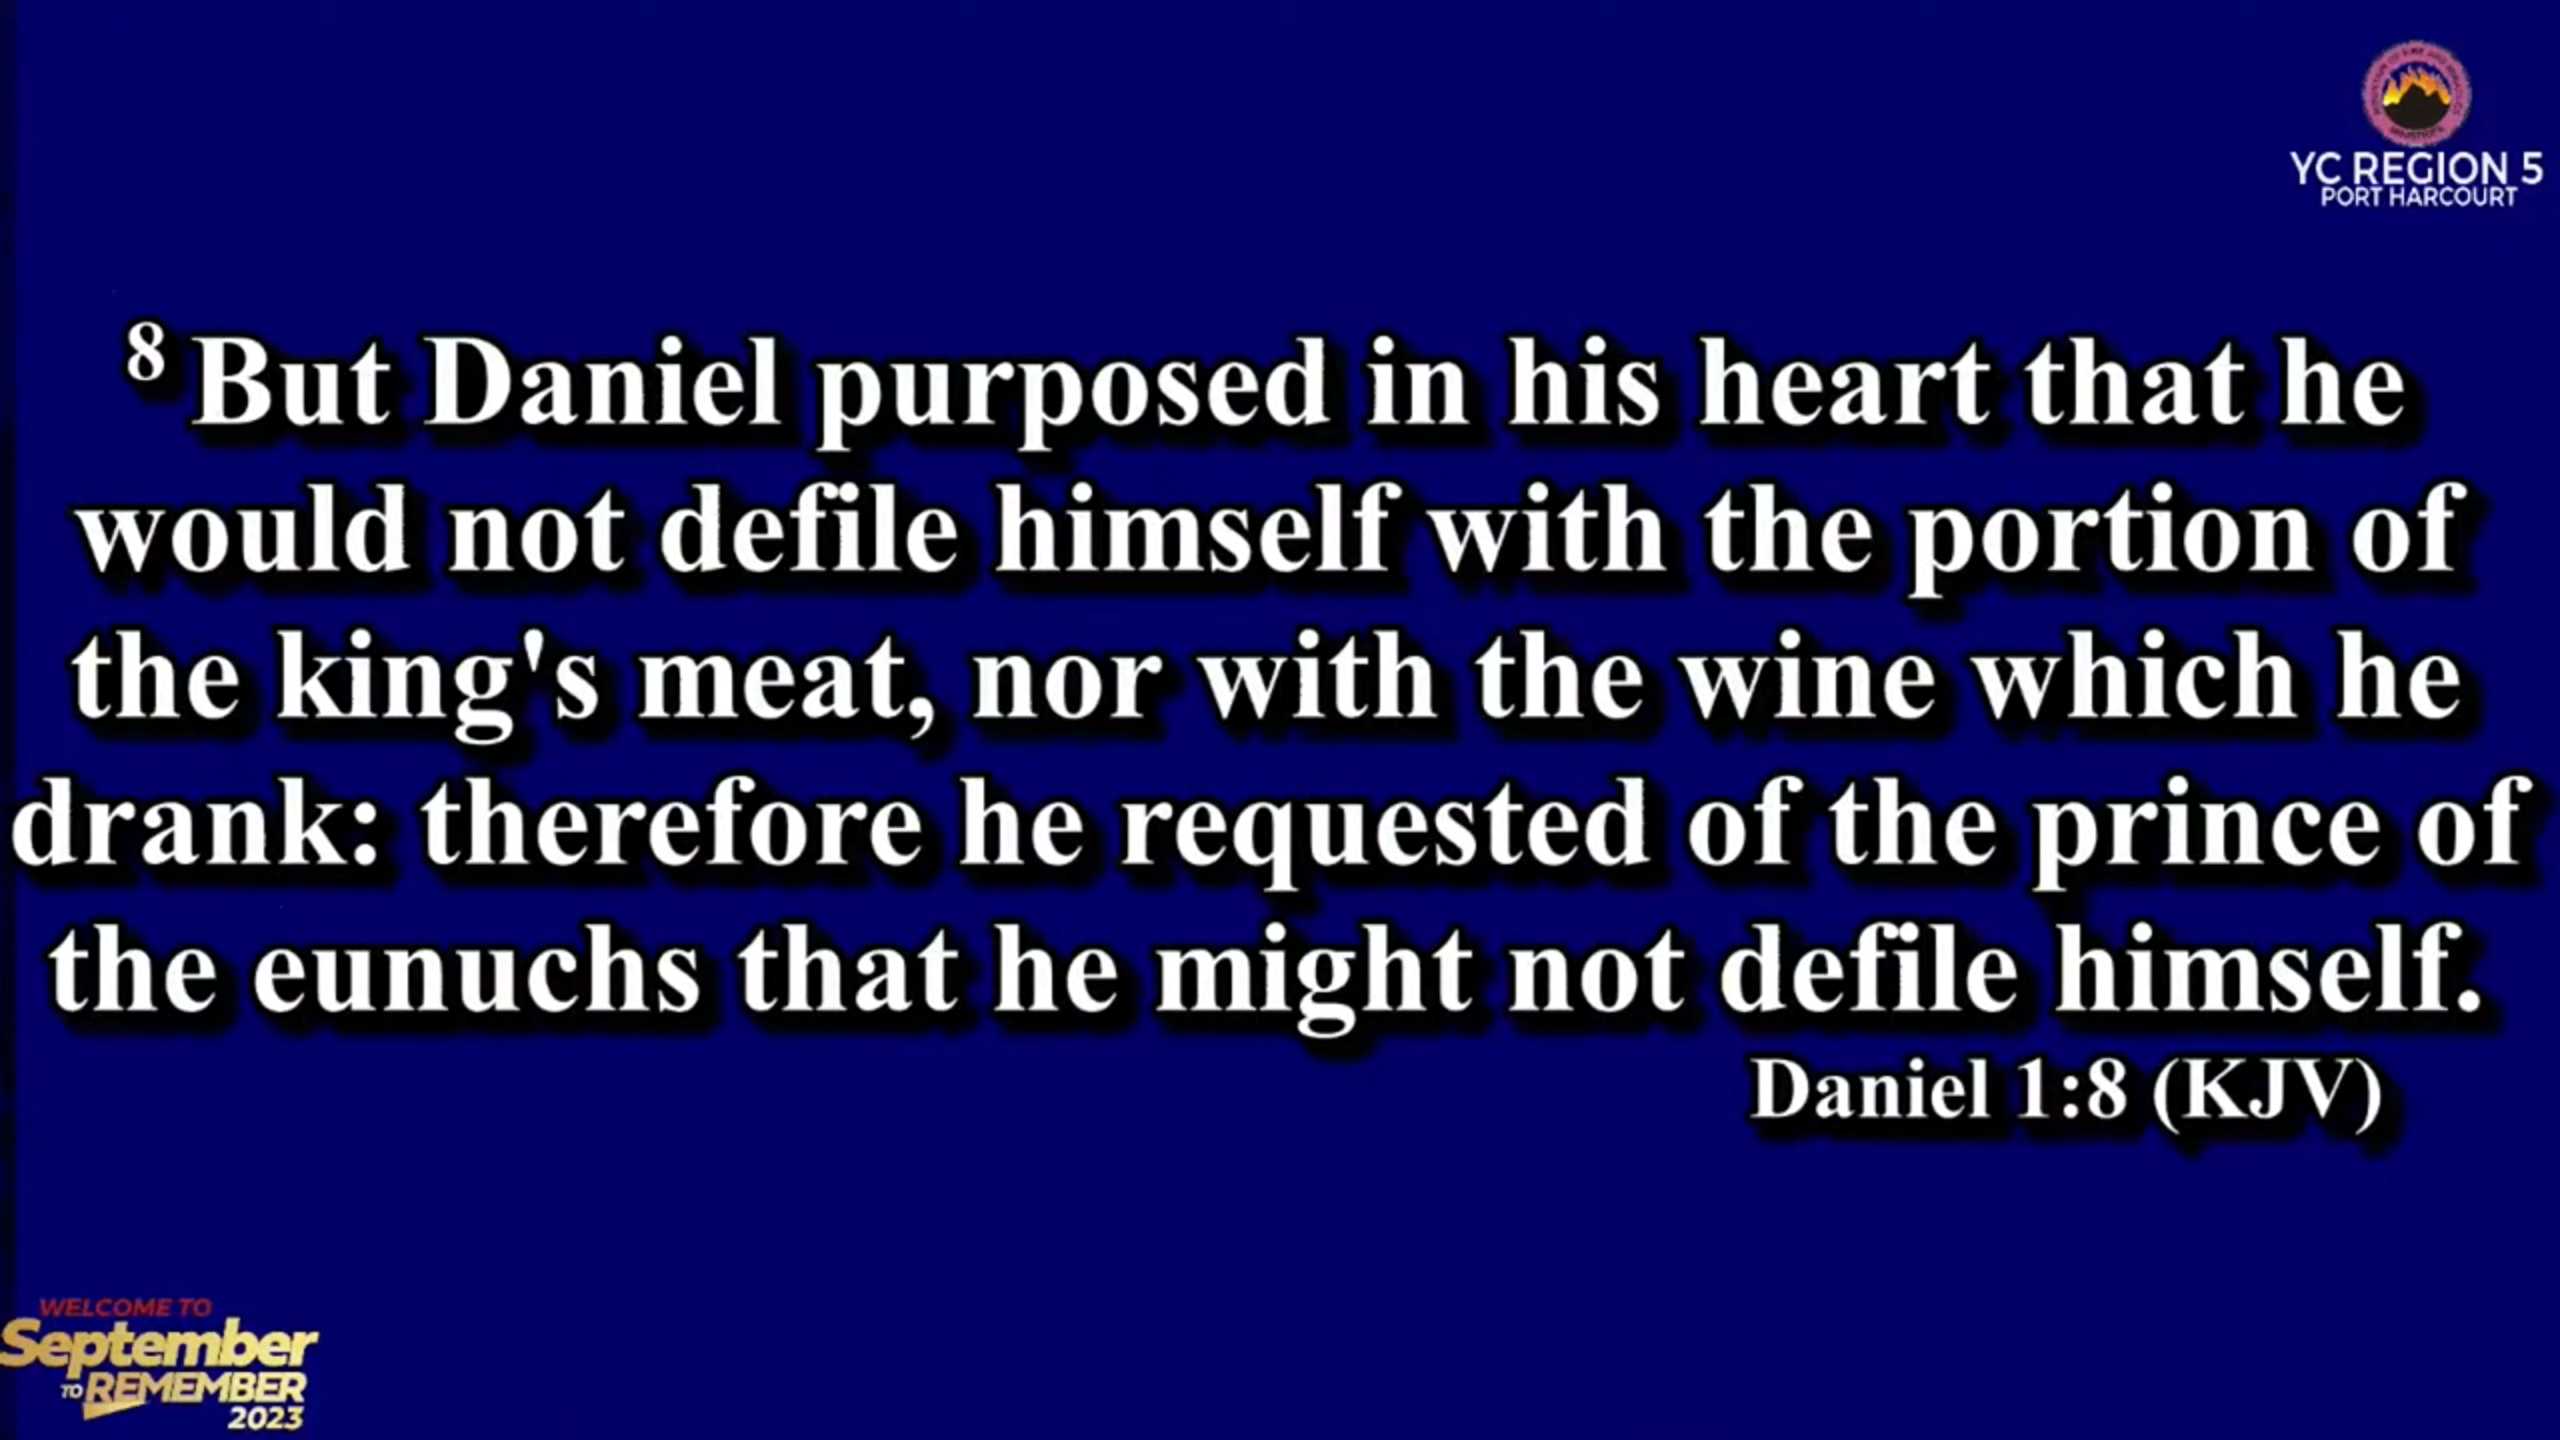 YC REGION 5
PORT HARCOURT
8 But Daniel purposed in his heart that he
would not defile himself with the portion of
the king's meat, nor with the wine which he
drank: therefore he requested of the prince of
the eunuchs that he might not defile himself.
Daniel 1:8 (KJV)
WELCOME TO
September
TO REMEMBER
2023